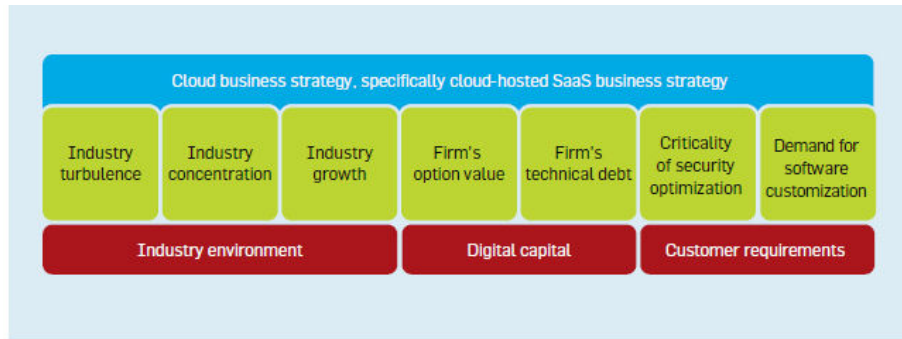 Cloud business strategy, specifically cloud-hosted SaaS business strategy
Industry
turbulence
Industry
concentration
Industry
growth
Firm's
option value
Firm's
technical debt
Criticality
of security
optimization
Demand for
software
customization
Industry environment
Digital capital
Customer requirements